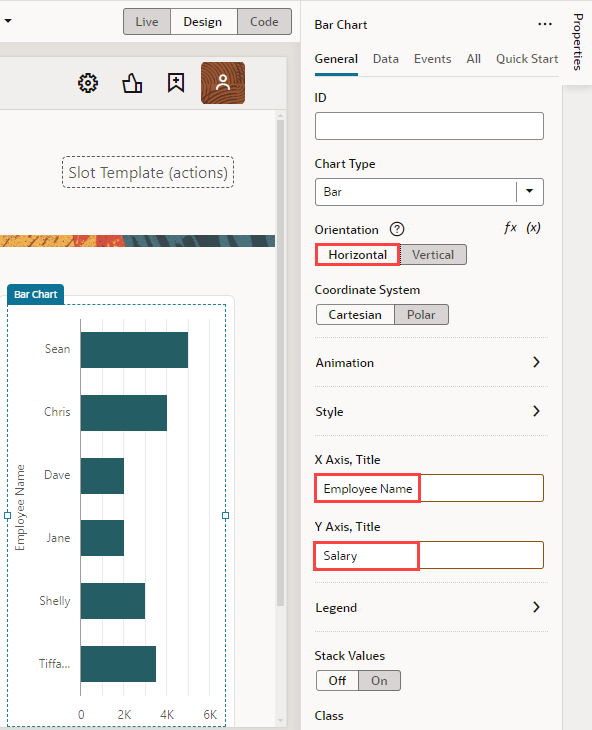 Live Design Code
Slot Template (actions)
Bar Chart
Sean
Chris
Dave
Jane
Shelly
Tiffa...
Employee Name
0 2K 4K 6K
Bar Chart
General Data Events All Quick Start
ID
Chart Type
Bar
Orientation ? fx (x)
Horizontal Vertical
Coordinate System
Cartesian Polar
Animation
Style
X Axis, Title
Employee Name
Y Axis, Title
Salary
Legend
Stack Values
Off On
Class
Properties